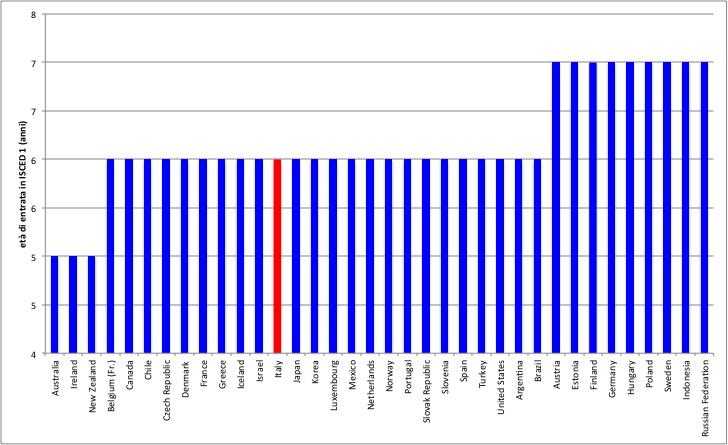 8
7
7
6
6
5
5
4
età di entrata in ISCED 1 (anni)
Australia
Ireland
New Zealand
Belgium (Fr.)
Canada
Chile
Czech Republic
Denmark
France
Greece
Iceland
Israel
Italy
Japan
Korea
Luxembourg
Mexico
Netherlands
Norway
Portugal
Slovak Republic
Slovenia
Spain
Turkey
United States
Argentina
Brazil
Austria
Estonia
Finland
Germany
Hungary
Poland
Sweden
Indonesia
Russian Federation